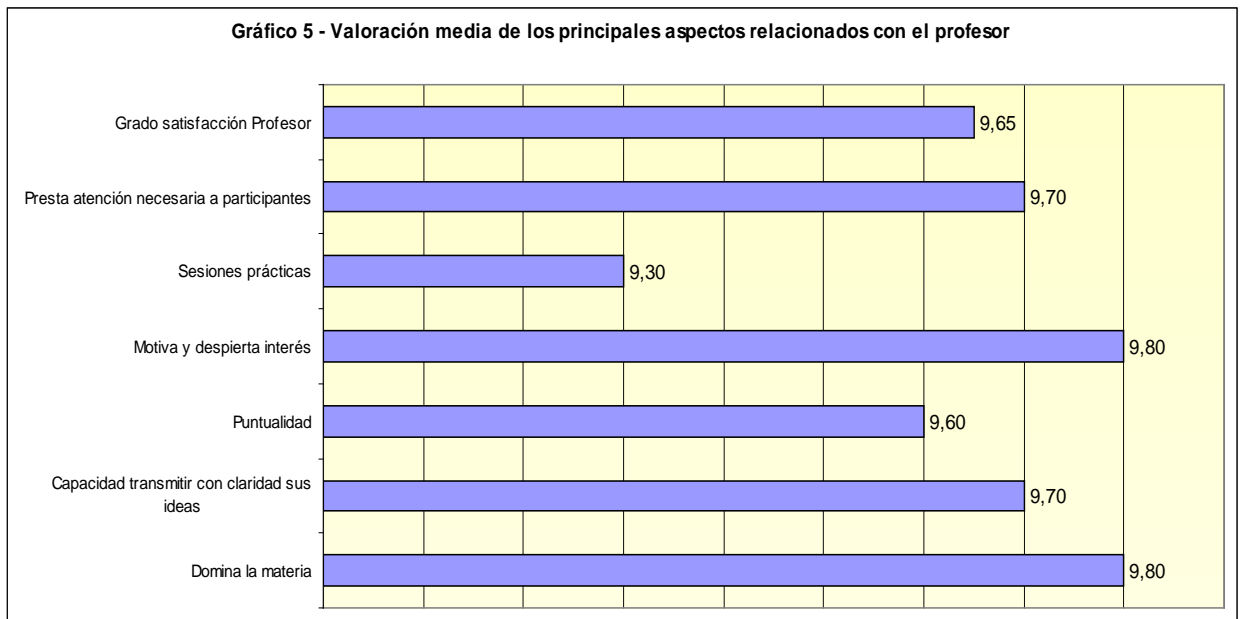 Gráfico 5 - Valoración media de los principales aspectos relacionados con el profesor
Grado satisfacción Profesor
9,65
Presta atención necesaria a participantes
9,70
Sesiones prácticas
9,30
Motiva y despierta interés
9,80
Puntualidad
9,60
Capacidad transmitir con claridad sus
ideas
9,70
Domina la materia
9,80